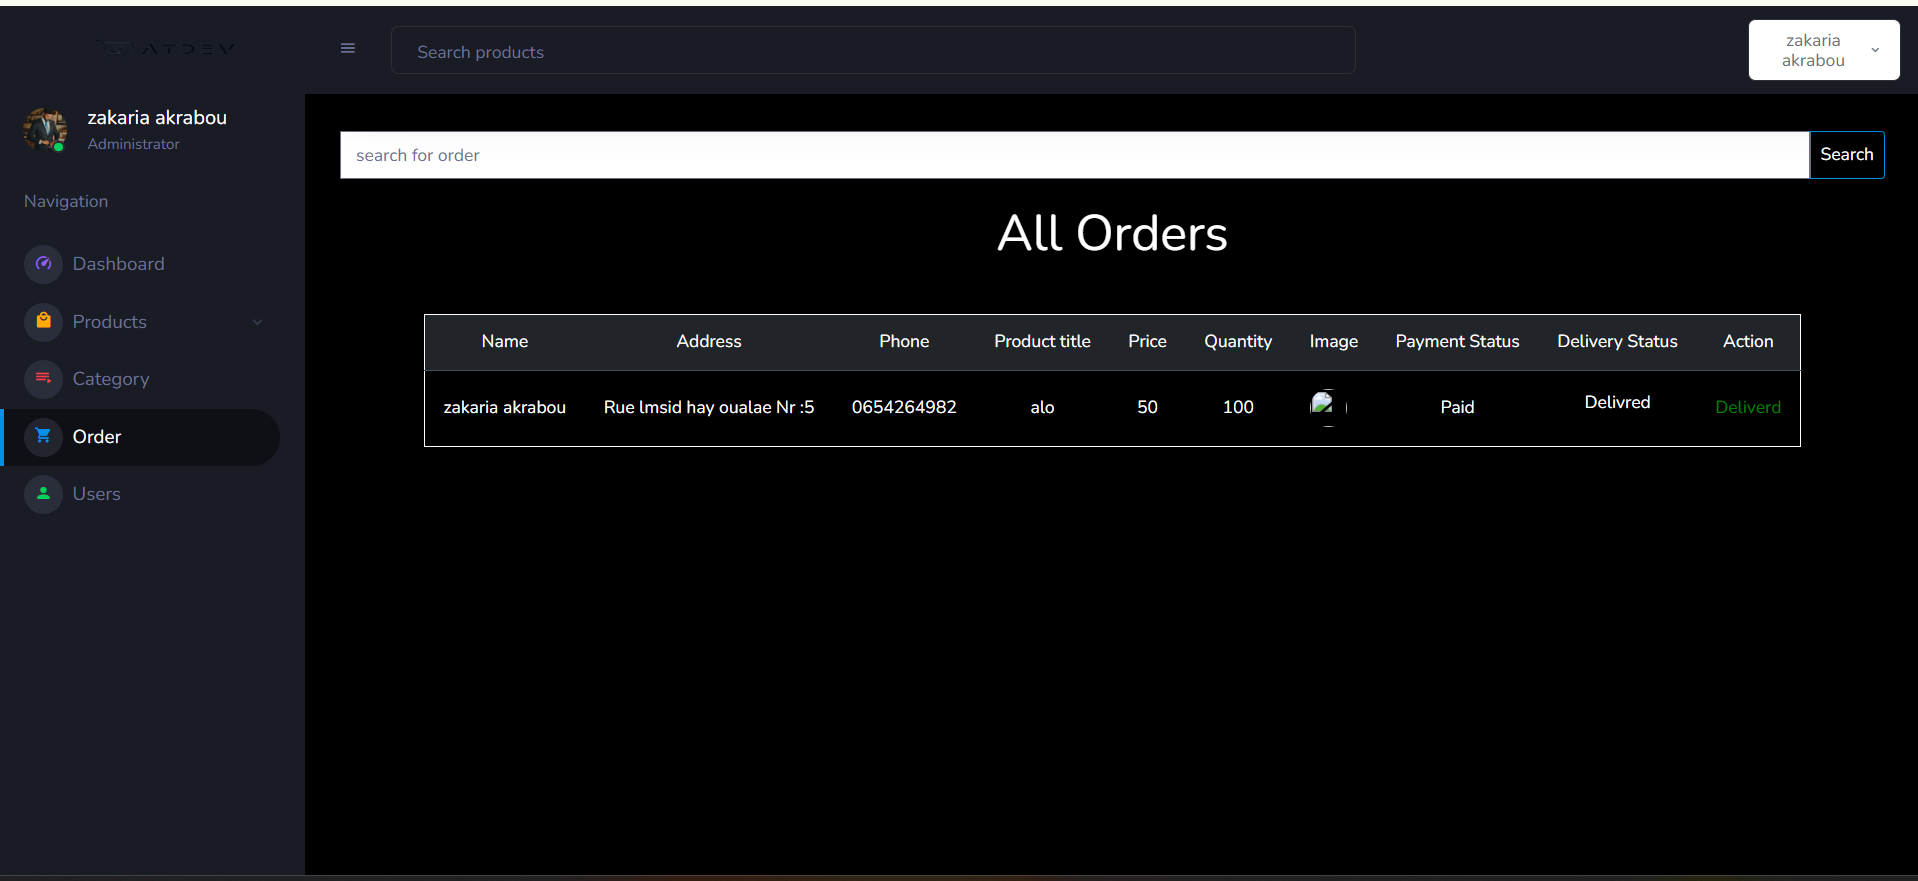 Search products
zakaria
akrabou
zakaria akrabou
Administrator
Navigation
Dashboard
Products
Category
Order
Users
search for order
Search
All Orders
Name Address Phone Product title Price Quantity Image Payment Status Delivery Status Action
zakaria akrabou Rue lmsid hay oualae Nr :5 0654264982 alo 50 100 Paid Delivred Deliverd